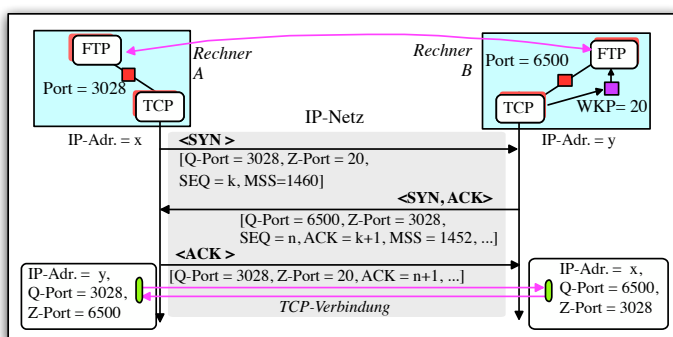 FTP
Rechner
A
Port = 3028
TCP
IP-Adr. = x
IP-Netz
Rechner
B
Port = 6500
FTP
TCP
WKP= 20
IP-Adr. = y
<SYN >
[Q-Port = 3028, Z-Port = 20,
SEQ = k, MSS=1460]
<SYN, ACK>
[Q-Port = 6500, Z-Port = 3028,
SEQ = n, ACK = k+1, MSS = 1452, ...]
<ACK >
[Q-Port = 3028, Z-Port = 20, ACK = n+1, ...]
IP-Adr. = y,
Q-Port = 3028,
Z-Port = 6500
TCP-Verbindung
IP-Adr. = x,
Q-Port = 6500,
Z-Port = 3028